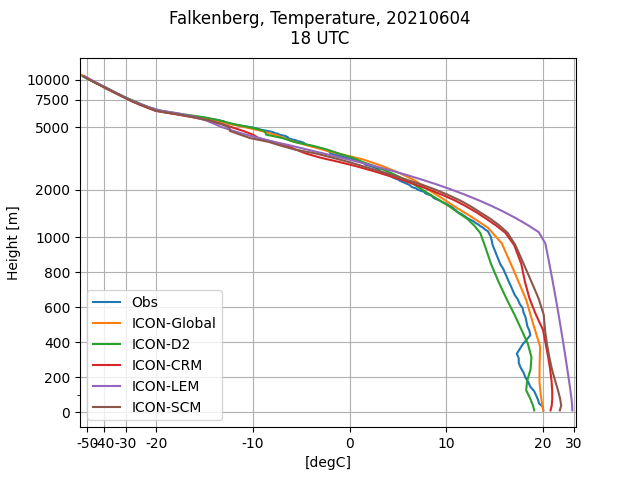 Falkenberg, Temperature, 20210604
18 UTC
10000
7500
5000
2000
1000
800
600
400
200
0
Height [m]
Obs
ICON-Global
ICON-D2
ICON-CRM
ICON-LEM
ICON-SCM
-50 -40 -30 -20 -10 0 10 20 30
[degC]